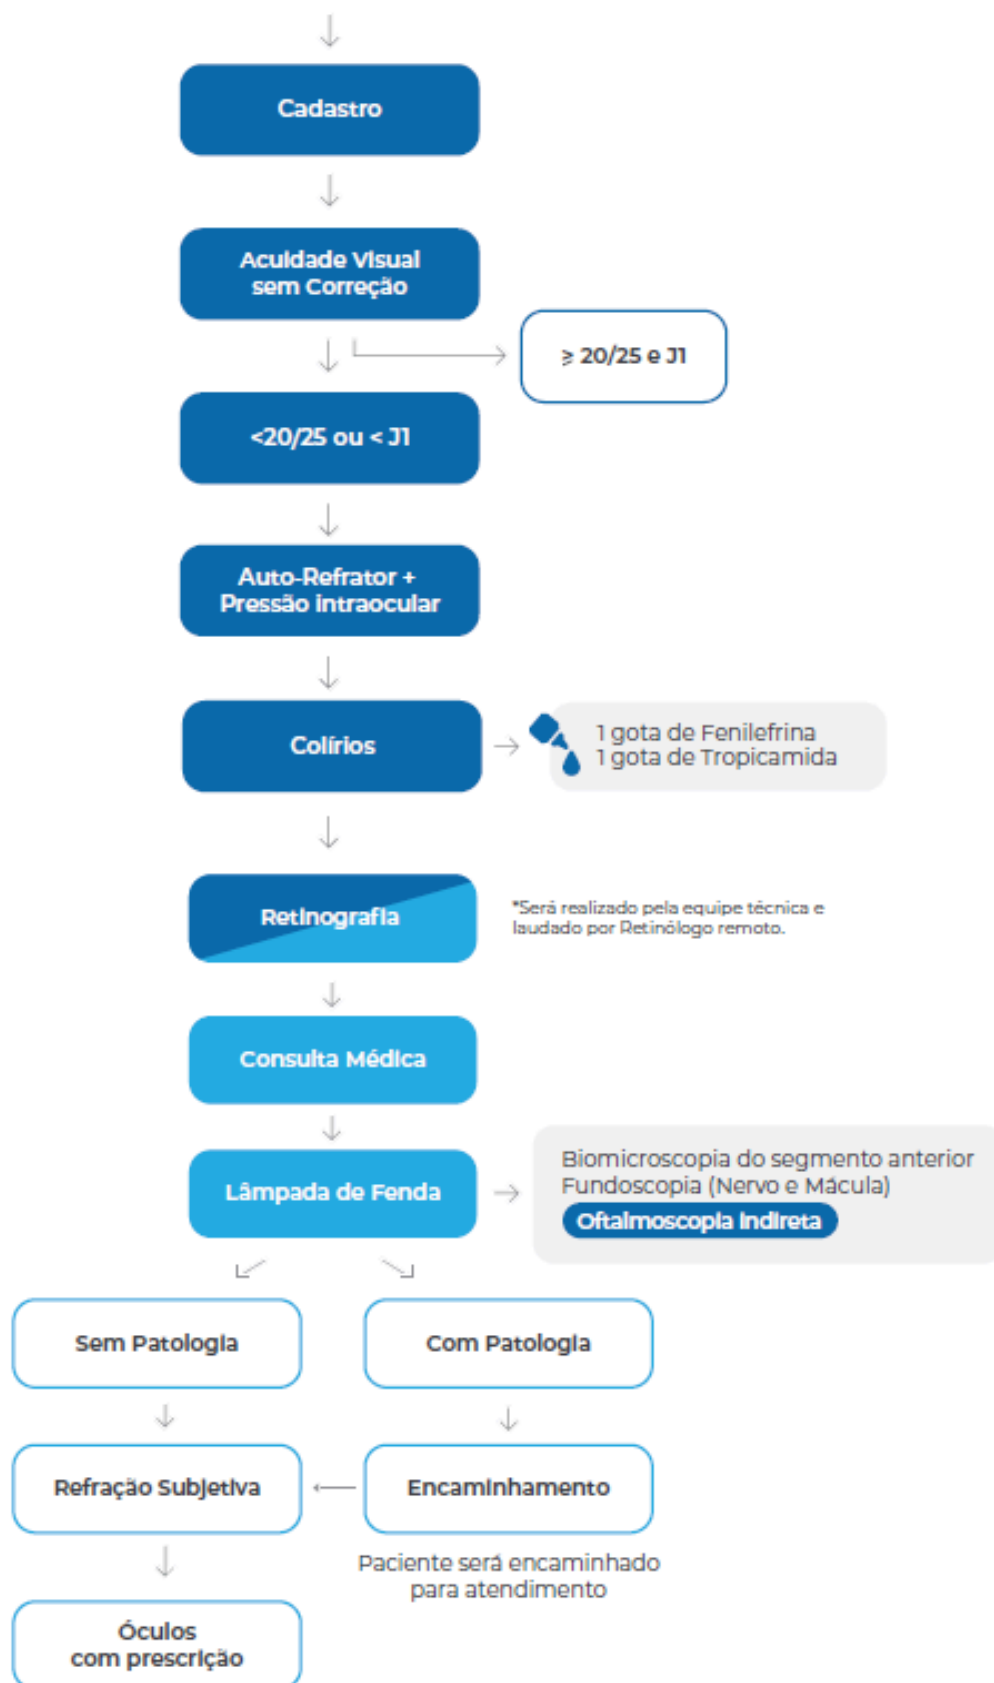 Cadastro
Acuidade Visual
sem Correção
≥ 20/25 e J1
<20/25 ou < J1
Auto-Refrator +
Pressão intraocular
Colírios
1 gota de Fenilefrina
1 gota de Tropicamida
Retinografia
*Será realizado pela equipe técnica e
laudado por Retinólogo remoto.
Consulta Médica
Lâmpada de Fenda
Biomicroscopia do segmento anterior
Fundoscopia (Nervo e Mácula)
Oftalmoscopia Indireta
Sem Patologia
Com Patologia
Refração Subjetiva
Encaminhamento
Paciente será encaminhado
para atendimento
Óculos
com prescrição